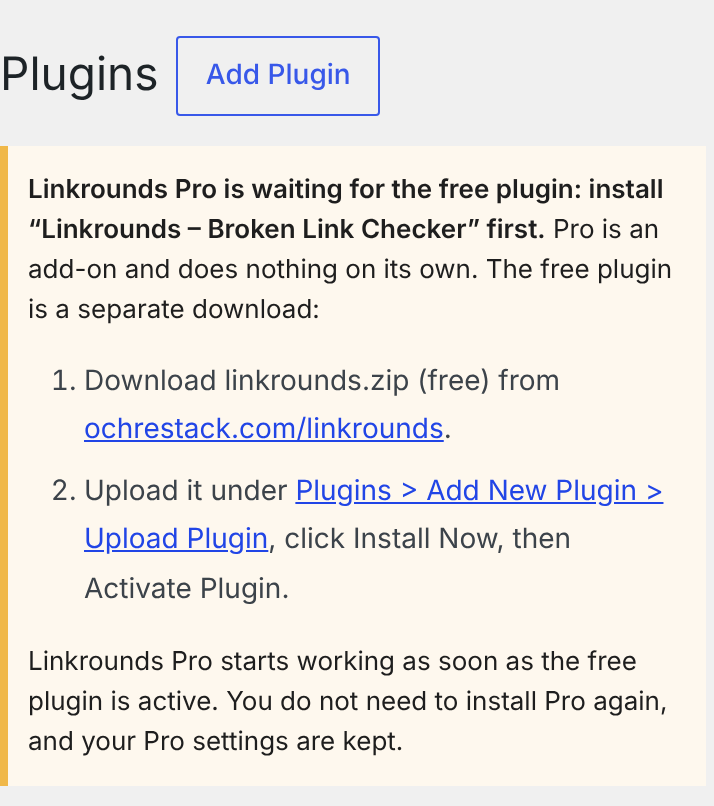 Plugins
Add Plugin
Linkrounds Pro is waiting for the free plugin: install
“Linkrounds – Broken Link Checker” first. Pro is an
add-on and does nothing on its own. The free plugin
is a separate download:
1. Download linkrounds.zip (free) from
ochrestack.com/linkrounds.
2. Upload it under Plugins > Add New Plugin >
Upload Plugin, click Install Now, then
Activate Plugin.
Linkrounds Pro starts working as soon as the free
plugin is active. You do not need to install Pro again,
and your Pro settings are kept.